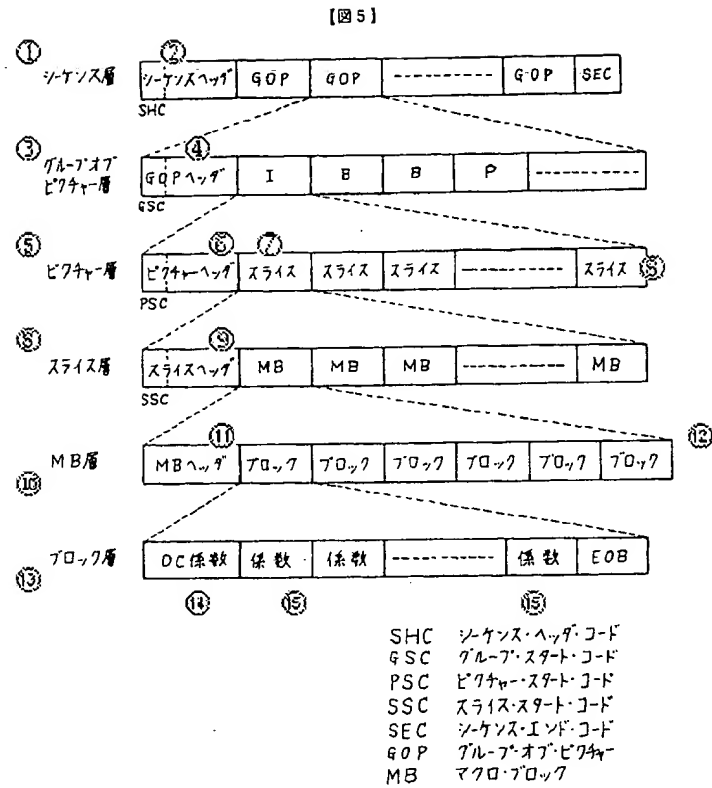 【図5】
① ②
シーケンス層 シーケンスヘッダ GOP GOP GOP SEC
SHC
③ ④
グループオブ
ピクチャー層 GOPヘッダ I B B P
GSC
⑤ ⑥ ⑦
ピクチャー層 ピクチャーヘッダ スライス スライス スライス スライス ⑧
PSC
⑧ ⑨
スライス層 スライスヘッダ MB MB MB MB
SSC
⑪ ⑫
MB層 MBヘッダ ブロック ブロック ブロック ブロック ブロック ブロック
⑩
ブロック層 DC係数 係数 係数 係数 EOB
⑬ ⑭ ⑮ ⑮
SHC シーケンス・ヘッダ・コード
GSC グループ・スタート・コード
PSC ピクチャー・スタート・コード
SSC スライス・スタート・コード
SEC シーケンス・エンド・コード
GOP グループ・オブ・ピクチャー
MB マクロ・ブロック